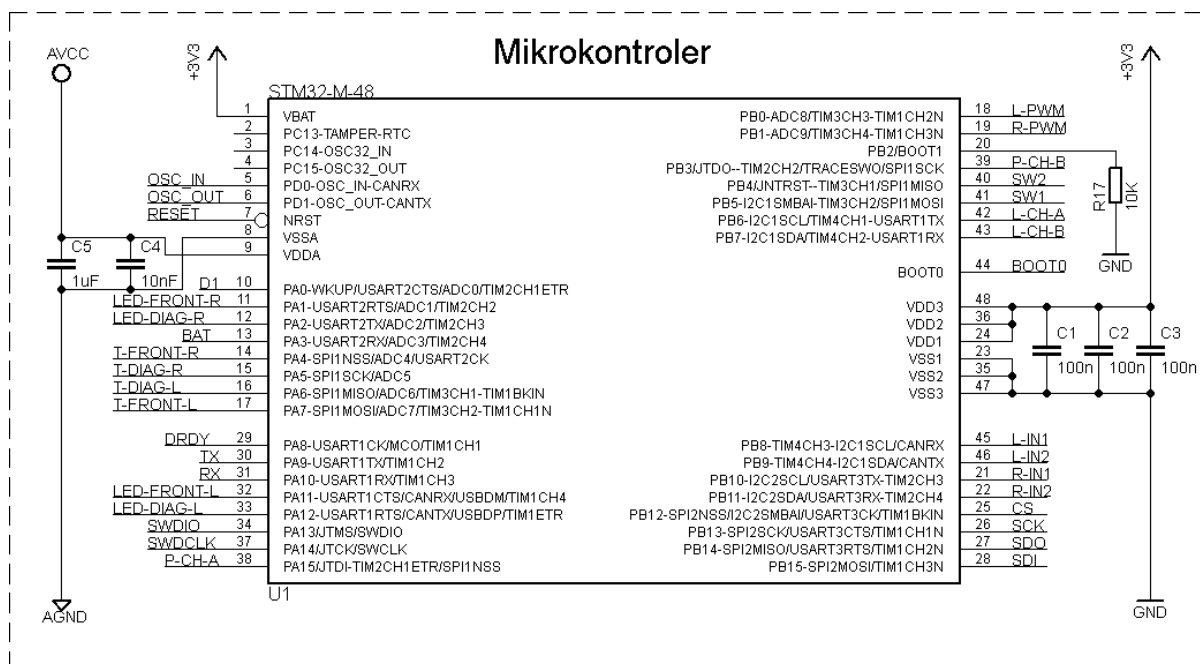 Mikrokontroler
AVCC
+3V3
+3V3
STM32-M-48
1 VBAT
2 PC13-TAMPER-RTC
3 PC14-OSC32_IN
4 PC15-OSC32_OUT
OSC_IN 5 PD0-OSC_IN-CANRX
OSC_OUT 6 PD1-OSC_OUT-CANTX
RESET 7 NRST
8 VSSA
9 VDDA
C5 1uF
C4 10nF
D1 10 PA0-WKUP/USART2CTS/ADC0/TIM2CH1ETR
LED-FRONT-R 11 PA1-USART2RTS/ADC1/TIM2CH2
LED-DIAG-R 12 PA2-USART2TX/ADC2/TIM2CH3
BAT 13 PA3-USART2RX/ADC3/TIM2CH4
T-FRONT-R 14 PA4-SPI1NSS/ADC4/USART2CK
T-DIAG-R 15 PA5-SPI1SCK/ADC5
T-DIAG-L 16 PA6-SPI1MISO/ADC6/TIM3CH1-TIM1BKIN
T-FRONT-L 17 PA7-SPI1MOSI/ADC7/TIM3CH2-TIM1CH1N
DRDY 29 PA8-USART1CK/MCO/TIM1CH1
TX 30 PA9-USART1TX/TIM1CH2
RX 31 PA10-USART1RX/TIM1CH3
LED-FRONT-L 32 PA11-USART1CTS/CANRX/USBDM/TIM1CH4
LED-DIAG-L 33 PA12-USART1RTS/CANTX/USBDP/TIM1ETR
SWDIO 34 PA13/JTMS/SWDIO
SWDCLK 37 PA14/JTCK/SWCLK
P-CH-A 38 PA15/JTDI-TIM2CH1ETR/SPI1NSS
U1
AGND
PB0-ADC8/TIM3CH3-TIM1CH2N 18 L-PWM
PB1-ADC9/TIM3CH4-TIM1CH3N 19 R-PWM
PB2/BOOT1 20
PB3/JTDO--TIM2CH2/TRACESWO/SPI1SCK 39 P-CH-B
PB4/JNTRST--TIM3CH1/SPI1MISO 40 SW2
PB5-I2C1SMBAI-TIM3CH2/SPI1MOSI 41 SW1
PB6-I2C1SCL/TIM4CH1-USART1TX 42 L-CH-A
PB7-I2C1SDA/TIM4CH2-USART1RX 43 L-CH-B
R17 10K
GND
BOOT0 44 BOOT0
VDD3 48
VDD2 36
VDD1 24
VSS1 23
VSS2 35
VSS3 47
C1 100n
C2 100n
C3 100n
PB8-TIM4CH3-I2C1SCL/CANRX 45 L-IN1
PB9-TIM4CH4-I2C1SDA/CANTX 46 L-IN2
PB10-I2C2SCL/USART3TX-TIM2CH3 21 R-IN1
PB11-I2C2SDA/USART3RX-TIM2CH4 22 R-IN2
PB12-SPI2NSS/I2C2SMBAI/USART3CK/TIM1BKIN 25 CS
PB13-SPI2SCK/USART3CTS/TIM1CH1N 26 SCK
PB14-SPI2MISO/USART3RTS/TIM1CH2N 27 SDO
PB15-SPI2MOSI/TIM1CH3N 28 SDI
GND